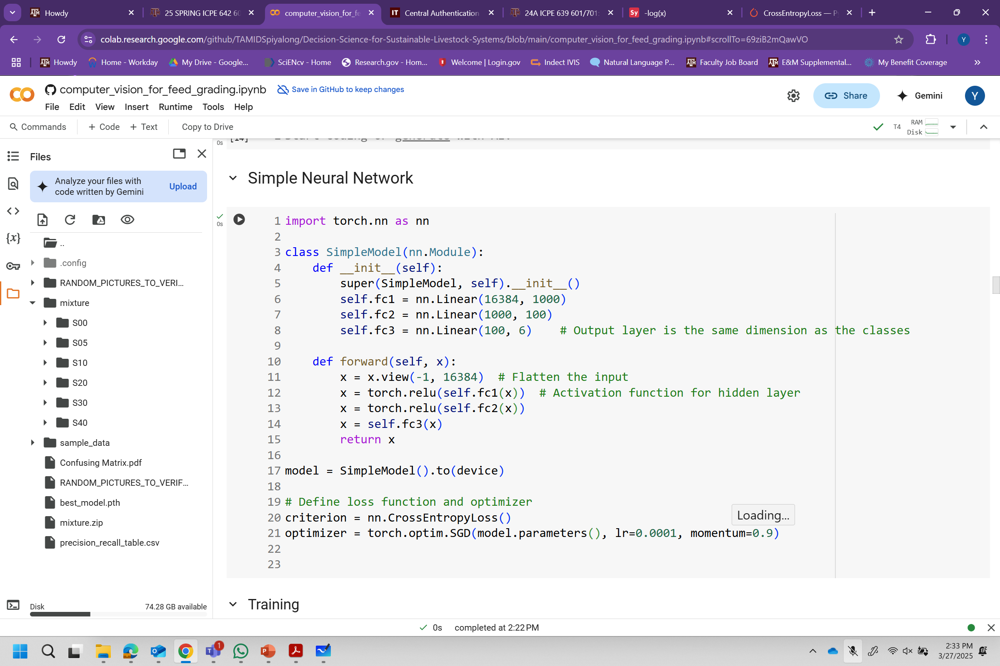 Howdy
25 SPRING ICPE 642 60
computer_vision_for_fe
IT Central Authentication
24A ICPE 639 601/701:
Sy -log(x)
CrossEntropyLoss — P
colab.research.google.com/github/TAMIDSpiyalong/Decision-Science-for-Sustainable-Livestock-Systems/blob/main/computer_vision_for_feed_grading.ipynb#scrollTo=69ziB2mQawVO
Y
Howdy
Home - Workday
My Drive - Google...
SciENcv - Home
Research.gov - Hom...
Welcome | Login.gov
Indect IVIS
Natural Language P...
Faculty Job Board
E&M Supplemental...
My Benefit Coverage
computer_vision_for_feed_grading.ipynb
Save in GitHub to keep changes
Share
Gemini
Y
File Edit View Insert Runtime Tools Help
Commands
+ Code + Text
Copy to Drive
T4
RAM
Disk
Files
Analyze your files with
code written by Gemini
Upload
..
.config
RANDOM_PICTURES_TO_VERI...
mixture
S00
S05
S10
S20
S30
S40
sample_data
Confusing Matrix.pdf
RANDOM_PICTURES_TO_VERIF...
best_model.pth
mixture.zip
precision_recall_table.csv
Disk
74.28 GB available
0s
[14] 1 Start coding or generate with AI.
Simple Neural Network
0s
1 import torch.nn as nn
2
3 class SimpleModel(nn.Module):
4 def __init__(self):
5 super(SimpleModel, self).__init__()
6 self.fc1 = nn.Linear(16384, 1000)
7 self.fc2 = nn.Linear(1000, 100)
8 self.fc3 = nn.Linear(100, 6) # Output layer is the same dimension as the classes
9
10 def forward(self, x):
11 x = x.view(-1, 16384) # Flatten the input
12 x = torch.relu(self.fc1(x)) # Activation function for hidden layer
13 x = torch.relu(self.fc2(x))
14 x = self.fc3(x)
15 return x
16
17 model = SimpleModel().to(device)
18
19 # Define loss function and optimizer
20 criterion = nn.CrossEntropyLoss()
21 optimizer = torch.optim.SGD(model.parameters(), lr=0.0001, momentum=0.9)
22
23
Loading...
Training
0s completed at 2:22 PM
1
2:33 PM
3/27/2025